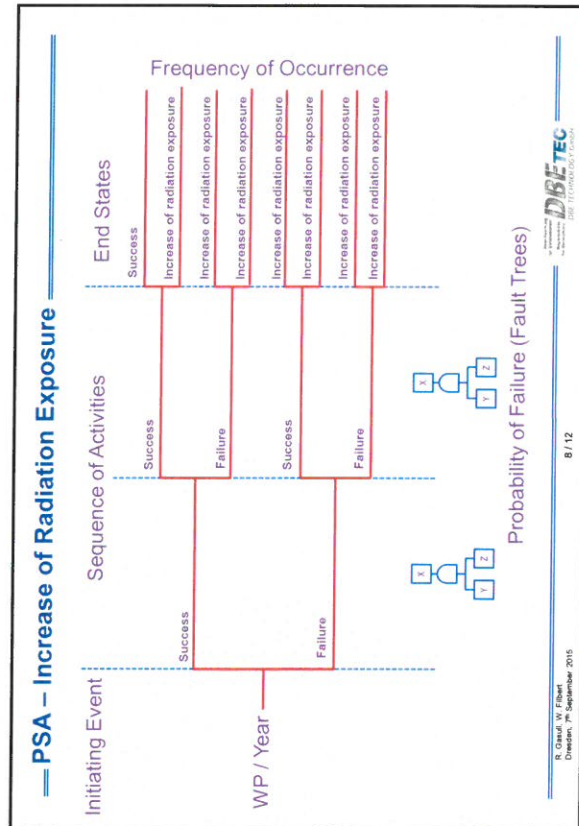 PSA – Increase of Radiation Exposure
Initiating Event
Sequence of Activities
End States
Frequency of Occurrence
WP / Year
Success
Failure
Success
Failure
Success
Failure
Success
Increase of radiation exposure
Increase of radiation exposure
Increase of radiation exposure
Increase of radiation exposure
Increase of radiation exposure
Increase of radiation exposure
Increase of radiation exposure
X
Y
Z
X
Y
Z
Probability of Failure (Fault Trees)
R. Gasull, W. Filbert
Dresden, 7th September 2015
8 / 12
DBE TEC
DBE TECHNOLOGY GmbH